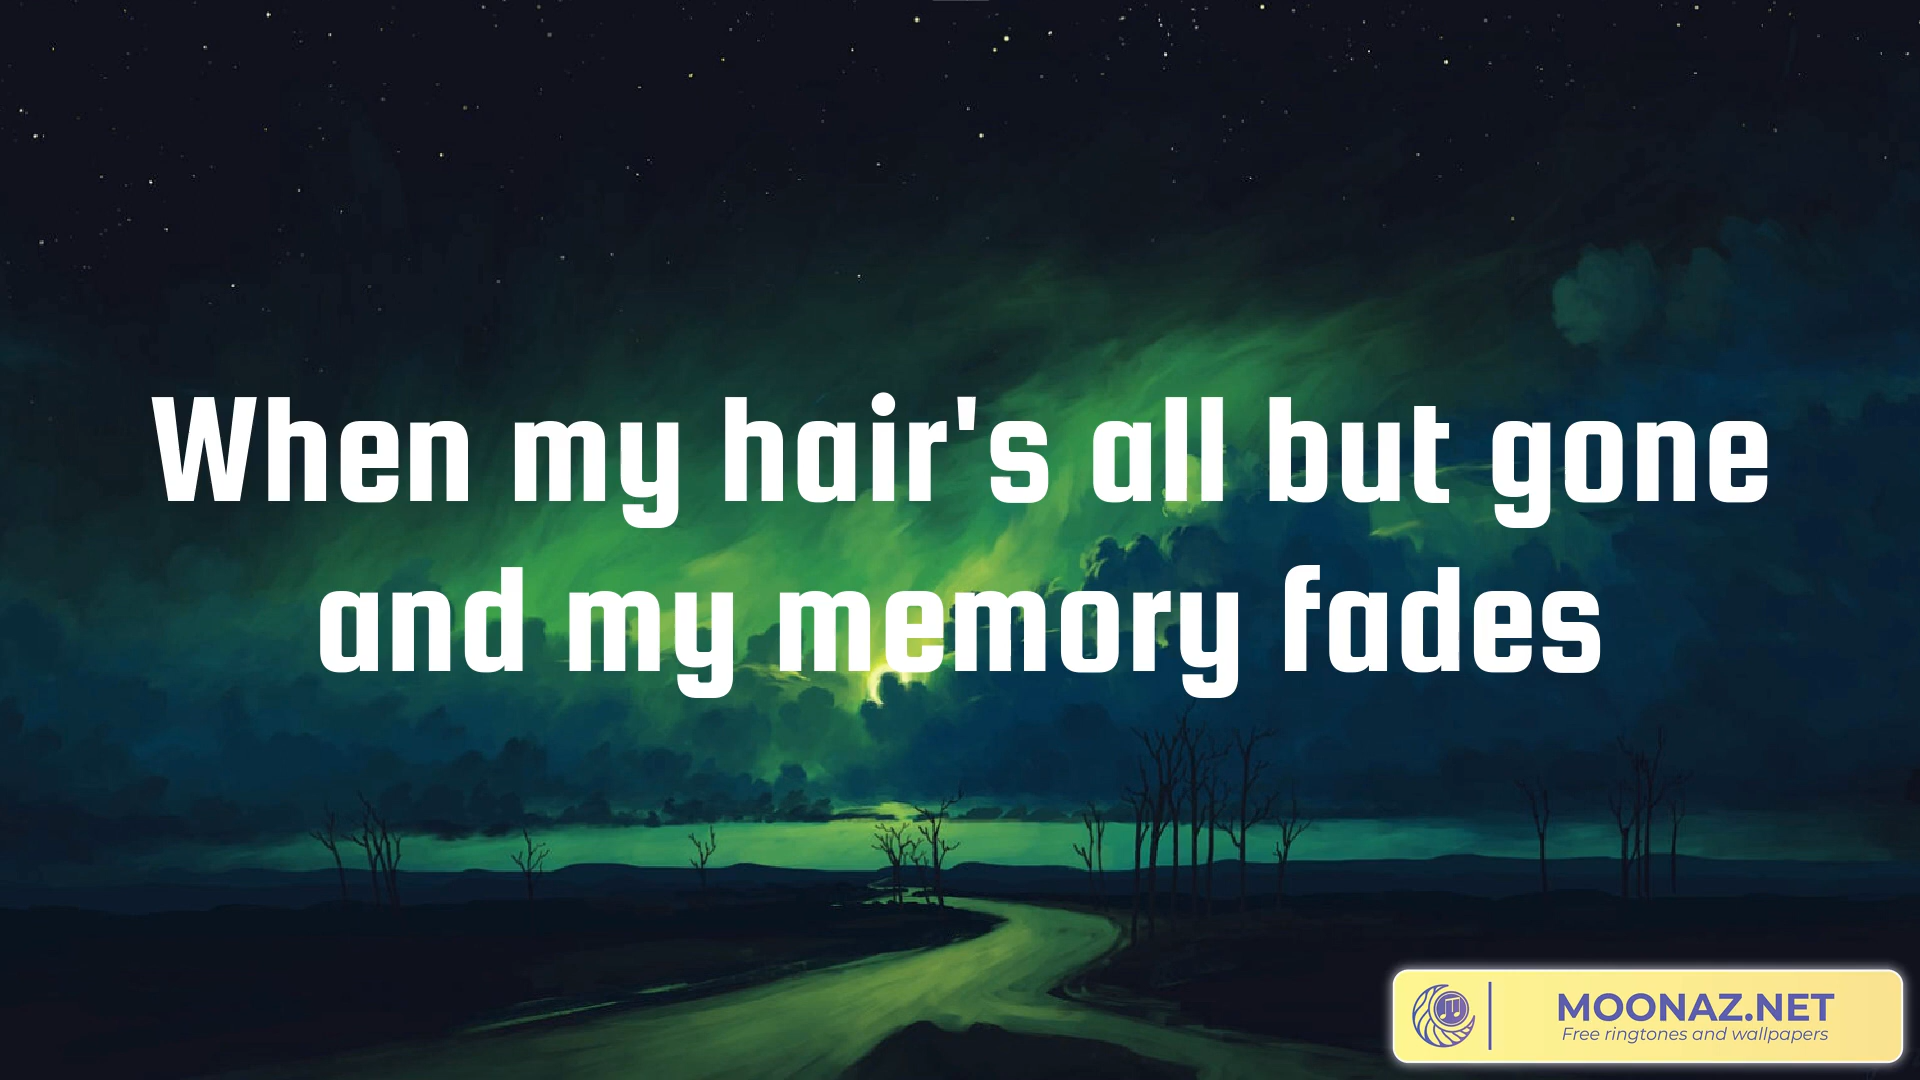 When my hair's all but gone
and my memory fades
MOONAZ.NET
Free ringtones and wallpapers